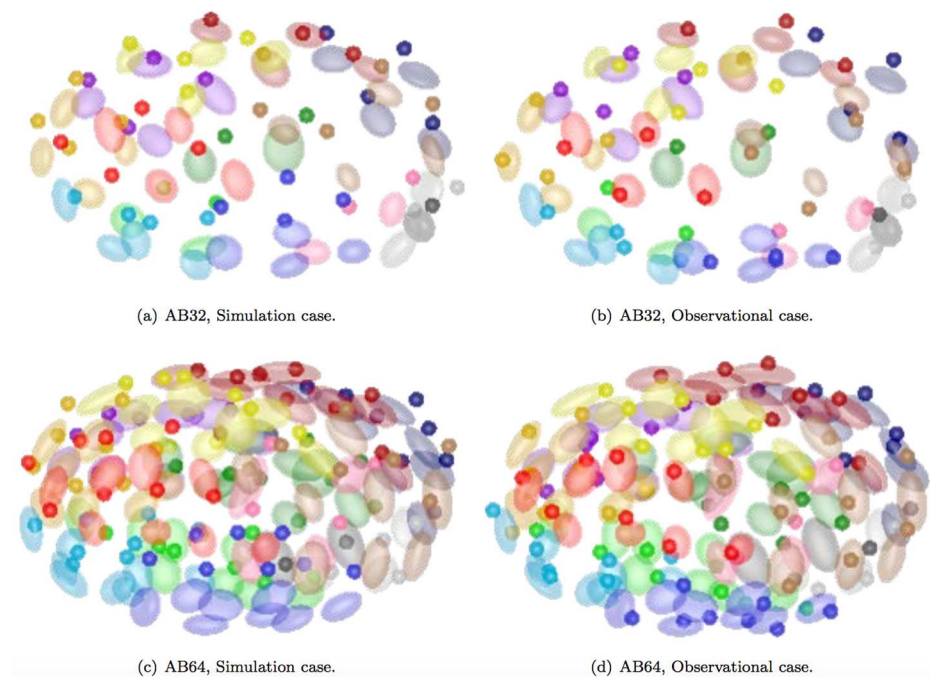 (a) AB32, Simulation case.
(b) AB32, Observational case.
(c) AB64, Simulation case.
(d) AB64, Observational case.